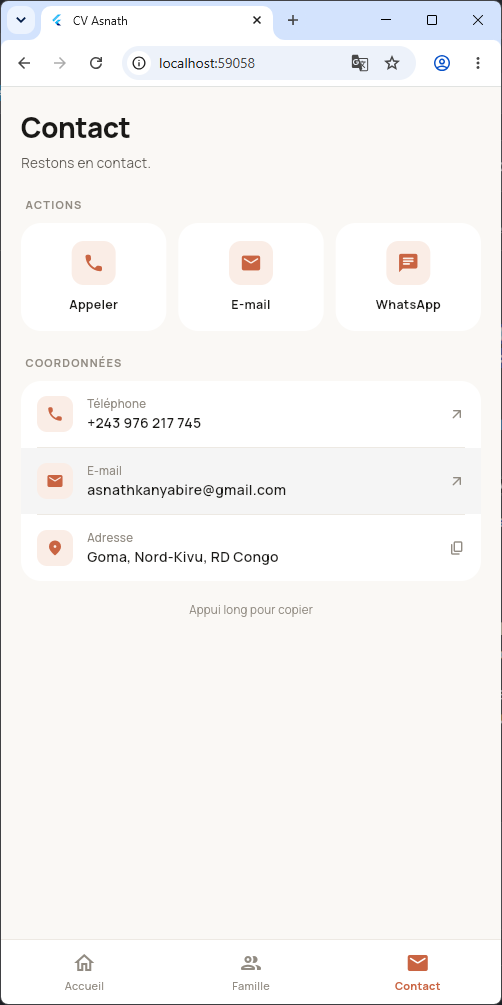 CV Asnath
localhost:59058
Contact
Restons en contact.
ACTIONS
Appeler
E-mail
WhatsApp
COORDONNÉES
Téléphone
+243 976 217 745
E-mail
asnathkanyabire@gmail.com
Adresse
Goma, Nord-Kivu, RD Congo
Appui long pour copier
Accueil
Famille
Contact